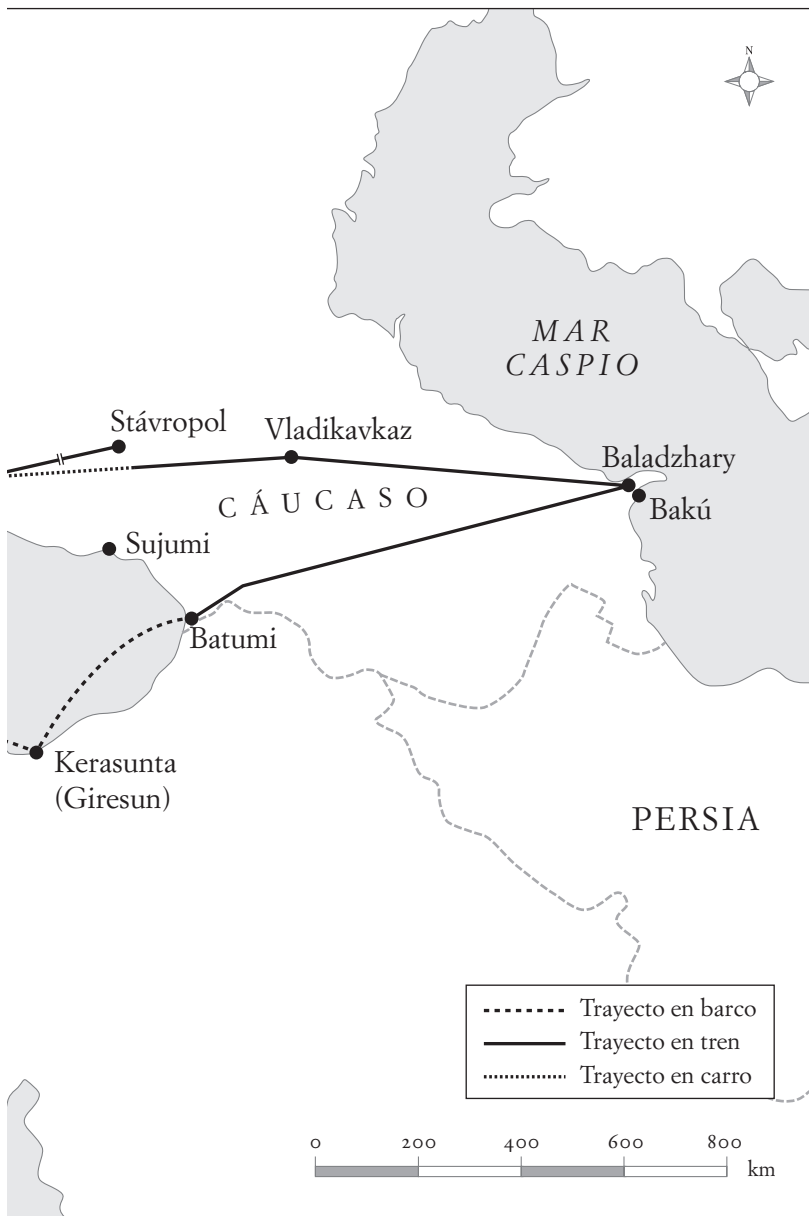 N
MAR
CASPIO
Stávropol
Vladikavkaz
Baladzhary
Bakú
CÁUCASO
Sujumi
Batumi
Kerasunta
(Giresun)
PERSIA
Trayecto en barco
Trayecto en tren
Trayecto en carro
0 200 400 600 800
km